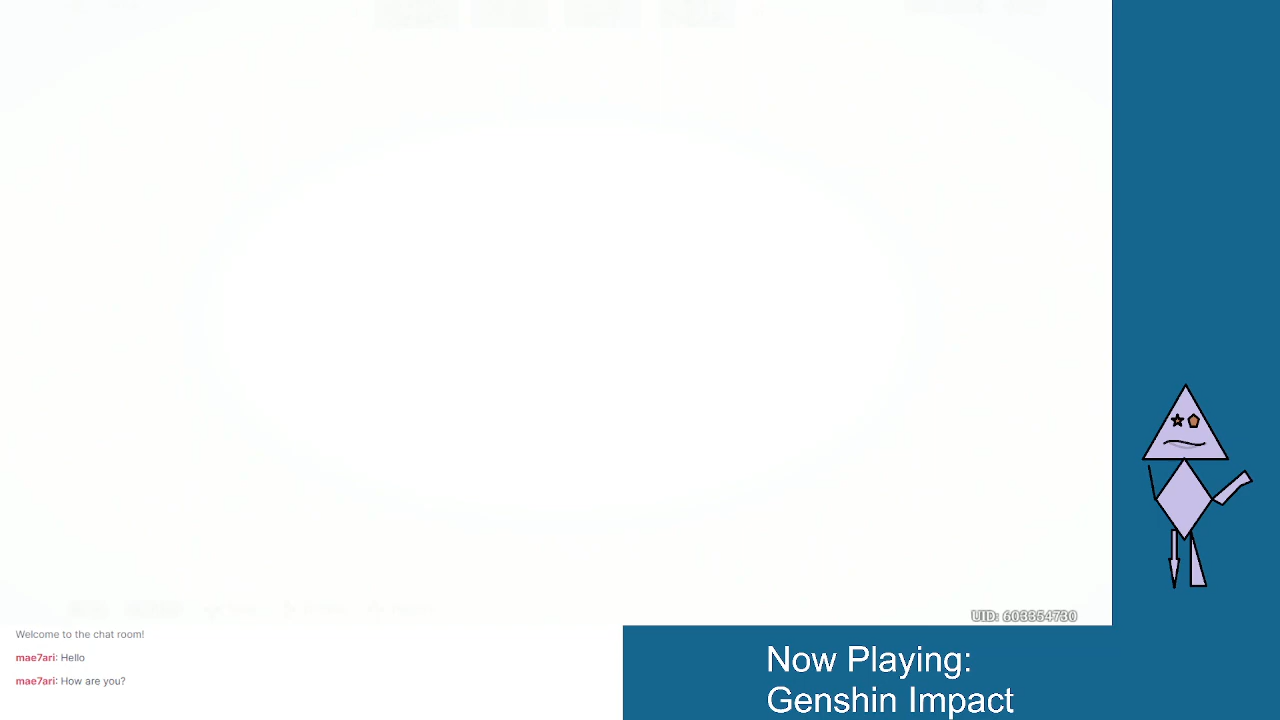 UID: 603354730
Welcome to the chat room!
mae7ari: Hello
mae7ari: How are you?
Now Playing:
Genshin Impact